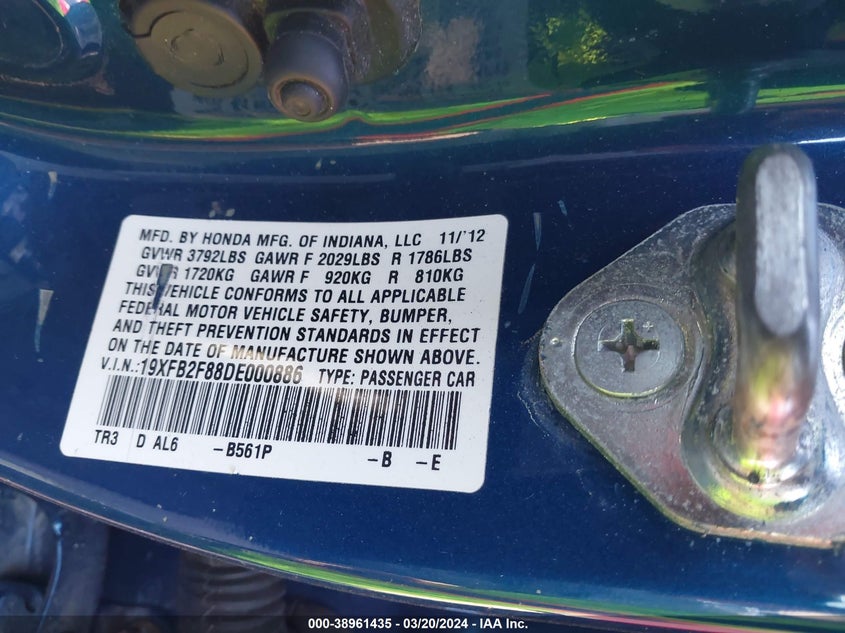 MFD. BY HONDA MFG. OF INDIANA, LLC 11/'12
GVWR 3792LBS GAWR F 2029LBS R 1786LBS
GVWR 1720KG GAWR F 920KG R 810KG
THIS VEHICLE CONFORMS TO ALL APPLICABLE
FEDERAL MOTOR VEHICLE SAFETY, BUMPER,
AND THEFT PREVENTION STANDARDS IN EFFECT
ON THE DATE OF MANUFACTURE SHOWN ABOVE.
V.I.N.:19XFB2F88DE000886 TYPE: PASSENGER CAR
TR3 D AL6 -B561P -B -E
000-38961435 - 03/20/2024 - IAA Inc.